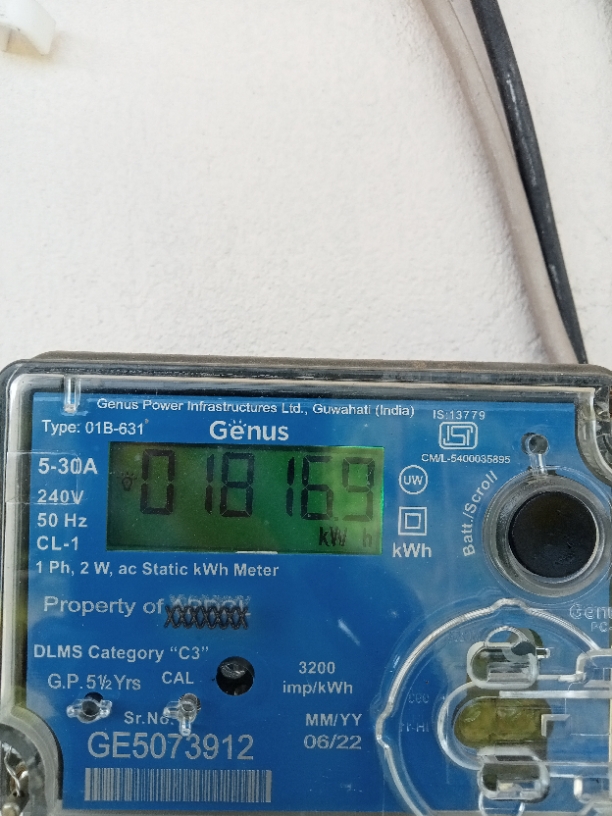 Genus Power Infrastructures Ltd., Guwahati (India)
IS:13779
Type: 01B-631
Genus
CM/L-5400035895
5-30A
018169
kW h
UW
kWh
Batt./Scroll
240V
50 Hz
CL-1
1 Ph, 2 W, ac Static kWh Meter
Property of
XXXXXXX
DLMS Category "C3"
G.P. 5½ Yrs
CAL
3200
imp/kWh
Sr.No.
MM/YY
GE5073912
06/22